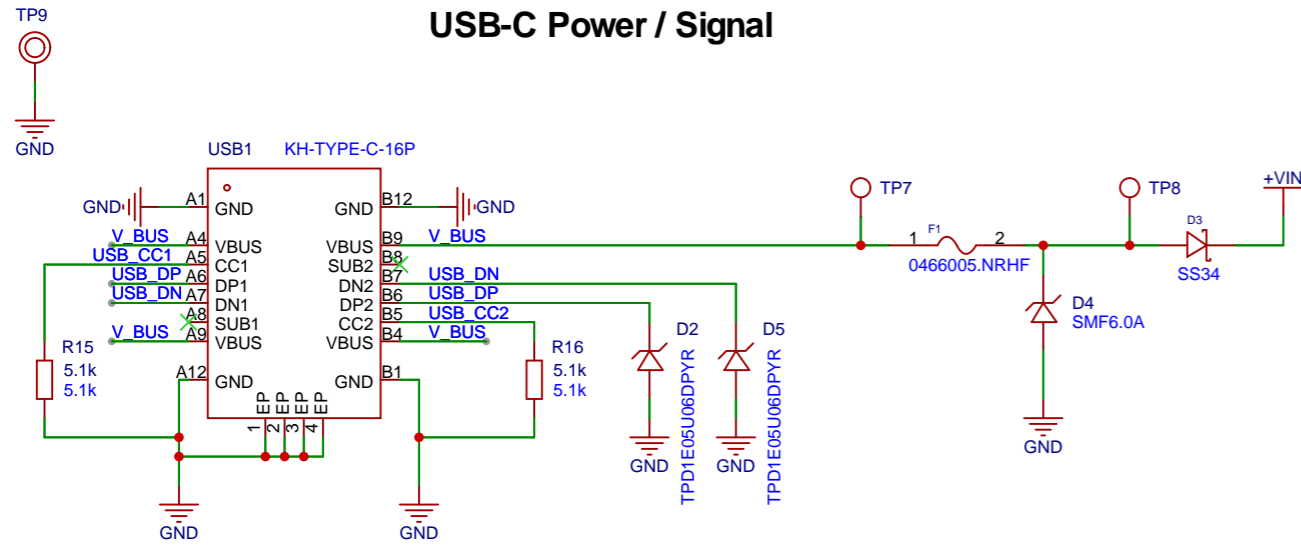 TP9
USB-C Power / Signal
GND
USB1 KH-TYPE-C-16P
GND A1 GND GND B12 GND
V_BUS A4 VBUS VBUS B9 V_BUS
USB_CC1 A5 CC1 SUB2 B8
USB_DP A6 DP1 DN2 B7 USB_DN
USB_DN A7 DN1 DP2 B6 USB_DP
A8 SUB1 CC2 B5 USB_CC2
V_BUS A9 VBUS VBUS B4 V_BUS
A12 GND GND B1
EP EP EP EP
1 2 3 4
R15
5.1k
5.1k
R16
5.1k
5.1k
GND
GND
D2
TPD1E05U06DPYR
GND
D5
TPD1E05U06DPYR
GND
TP7
F1
1 2
0466005.NRHF
TP8
D3
SS34
+VIN
D4
SMF6.0A
GND